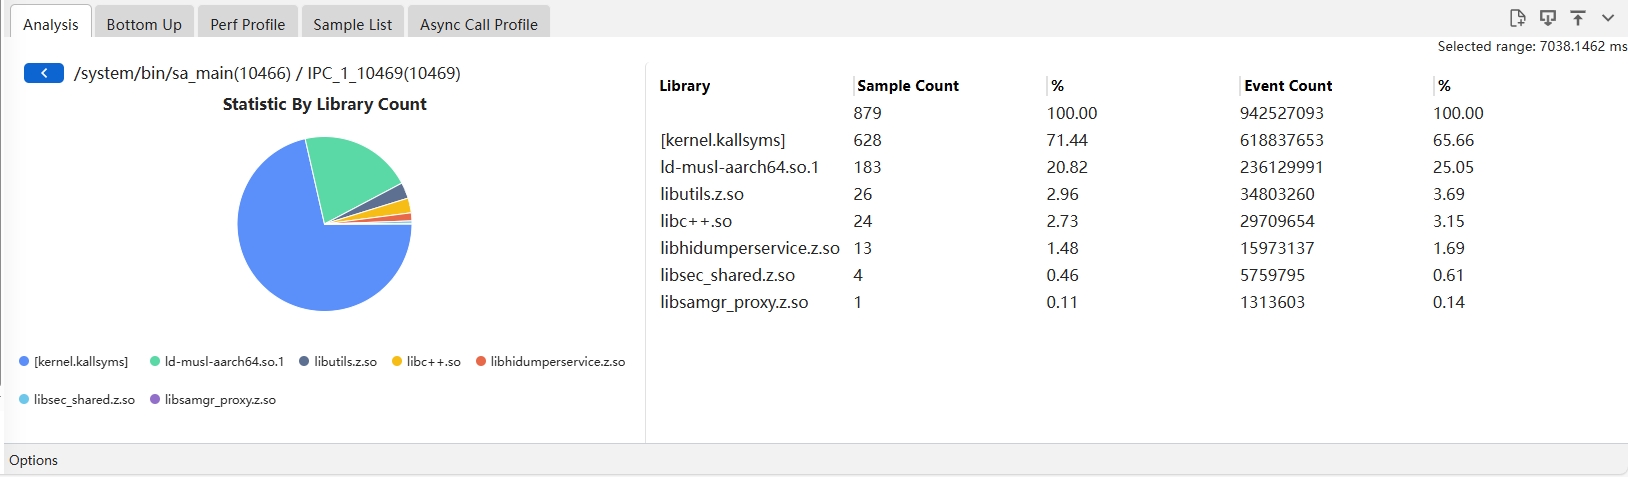 Analysis Bottom Up Perf Profile Sample List Async Call Profile
Selected range: 7038.1462 ms
/system/bin/sa_main(10466) / IPC_1_10469(10469)
Statistic By Library Count
[kernel.kallsyms] ld-musl-aarch64.so.1 libutils.z.so libc++.so libhidumperservice.z.so
libsec_shared.z.so libsamgr_proxy.z.so
Library Sample Count % Event Count %
879 100.00 942527093 100.00
[kernel.kallsyms] 628 71.44 618837653 65.66
ld-musl-aarch64.so.1 183 20.82 236129991 25.05
libutils.z.so 26 2.96 34803260 3.69
libc++.so 24 2.73 29709654 3.15
libhidumperservice.z.so 13 1.48 15973137 1.69
libsec_shared.z.so 4 0.46 5759795 0.61
libsamgr_proxy.z.so 1 0.11 1313603 0.14
Options